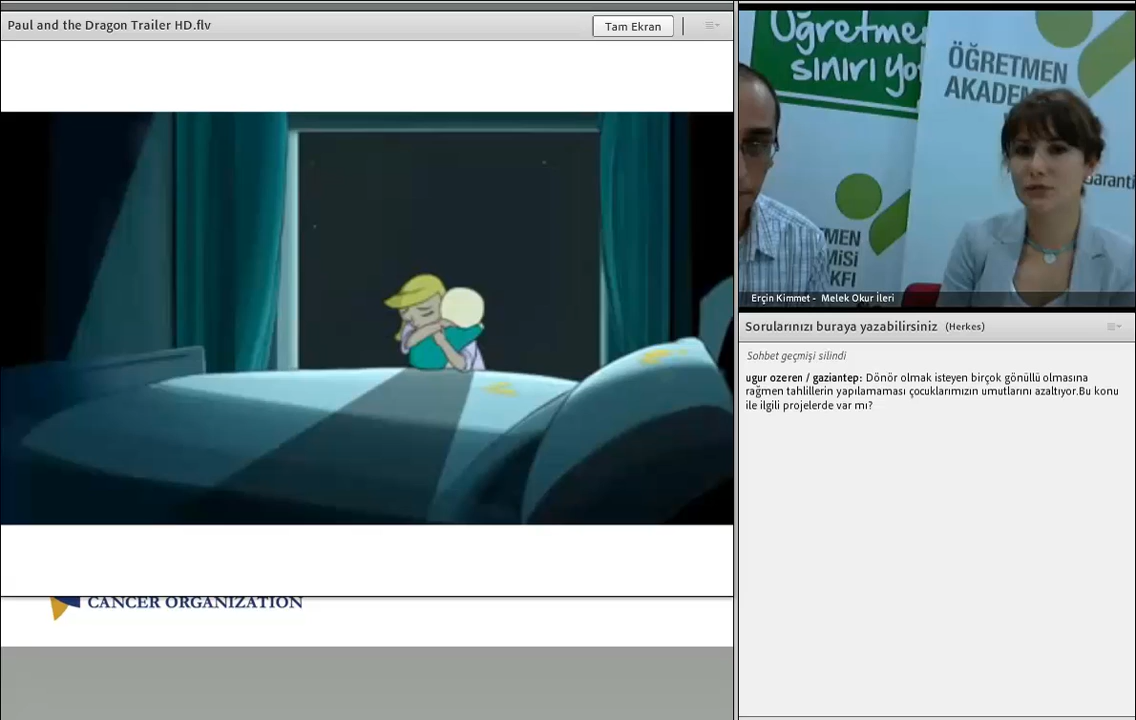 Paul and the Dragon Trailer HD.flv
Tam Ekran
CANCER ORGANIZATION
Öğretme
sınırı yo
ÖĞRETMEN
AKADEM
Garanti
MEN
MİSİ
KFI
Erçin Kimmet - Melek Okur İleri
Sorularınızı buraya yazabilirsiniz (Herkes)
Sohbet geçmişi silindi
ugur ozeren / gaziantep: Dönör olmak isteyen birçok gönüllü olmasına
rağmen tahlillerin yapılamaması çocuklarımızın umutlarını azaltıyor.Bu konu
ile ilgili projelerde var mı?